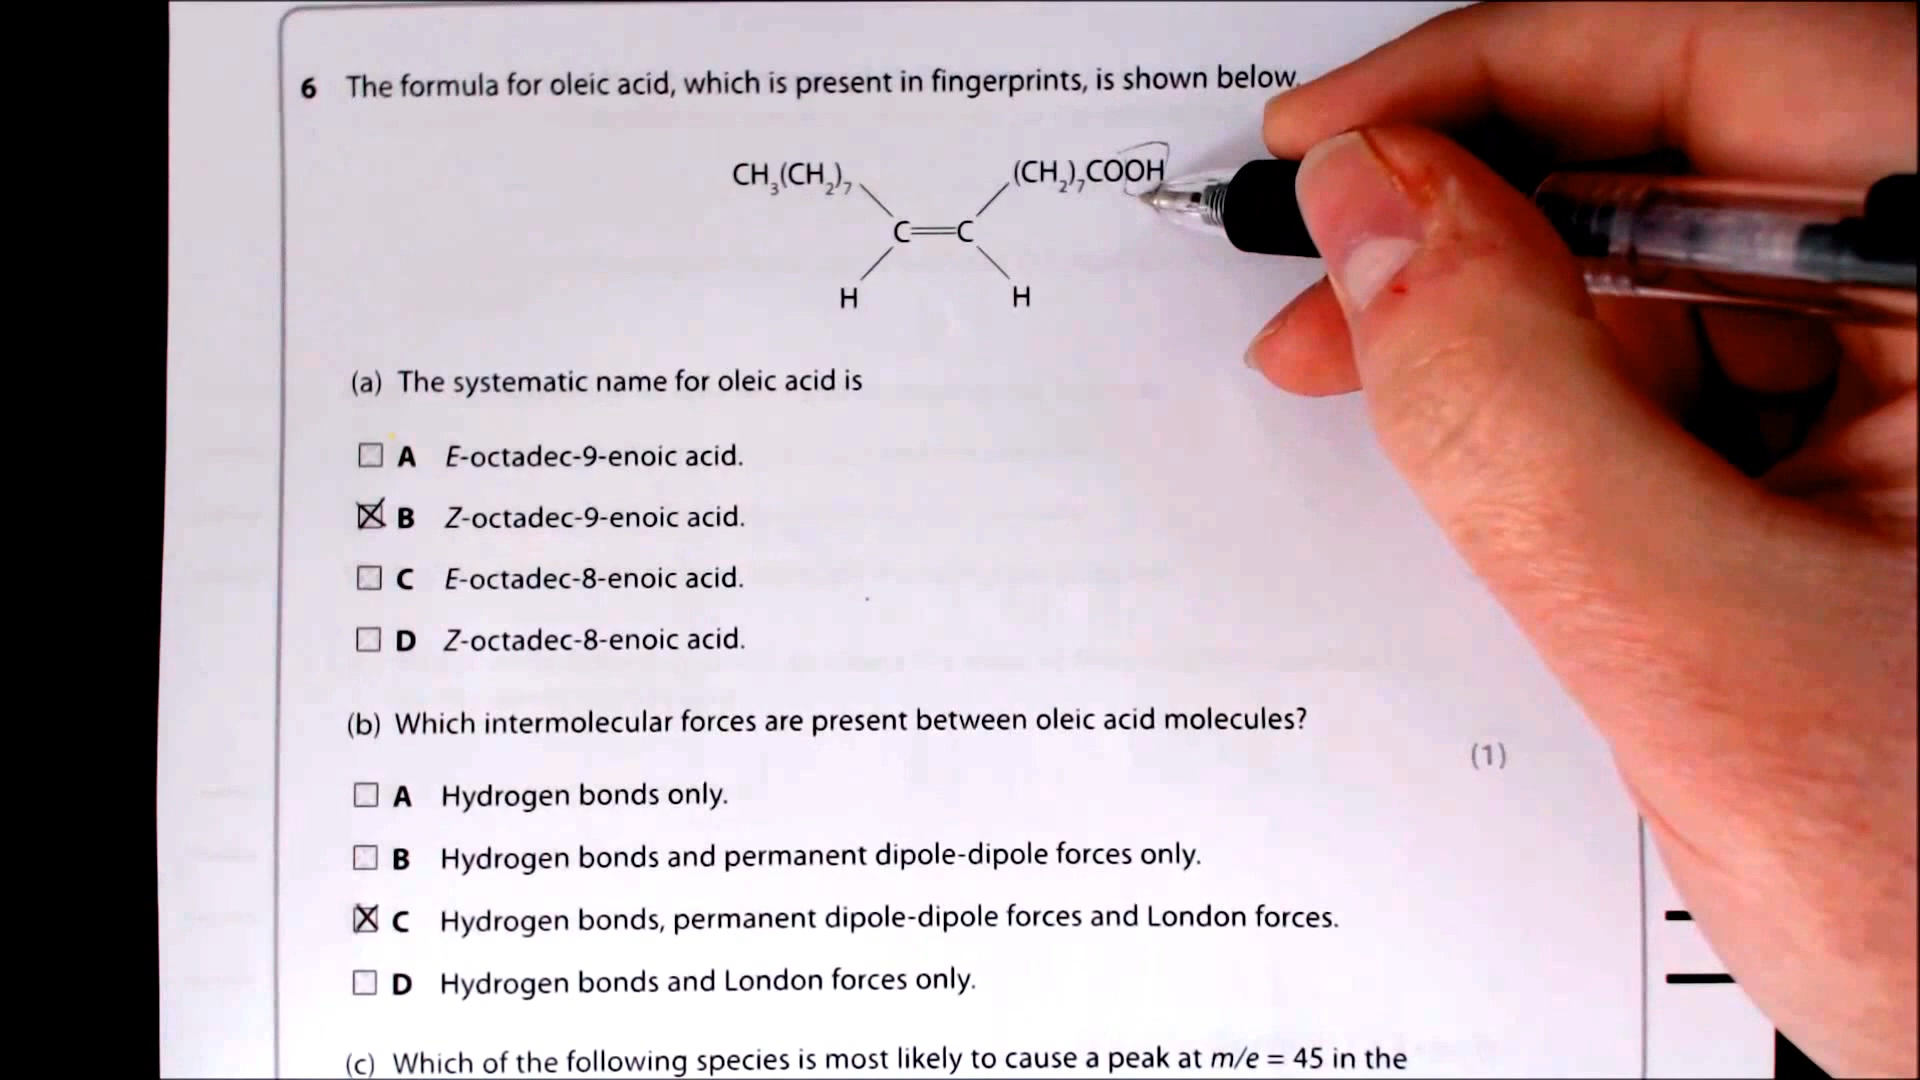 6 The formula for oleic acid, which is present in fingerprints, is shown below.
CH₃(CH₂)₇ (CH₂)₇COOH
C=C
H H
(a) The systematic name for oleic acid is
A E-octadec-9-enoic acid.
B Z-octadec-9-enoic acid.
C E-octadec-8-enoic acid.
D Z-octadec-8-enoic acid.
(b) Which intermolecular forces are present between oleic acid molecules?
(1)
A Hydrogen bonds only.
B Hydrogen bonds and permanent dipole-dipole forces only.
C Hydrogen bonds, permanent dipole-dipole forces and London forces.
D Hydrogen bonds and London forces only.
(c) Which of the following species is most likely to cause a peak at m/e = 45 in the